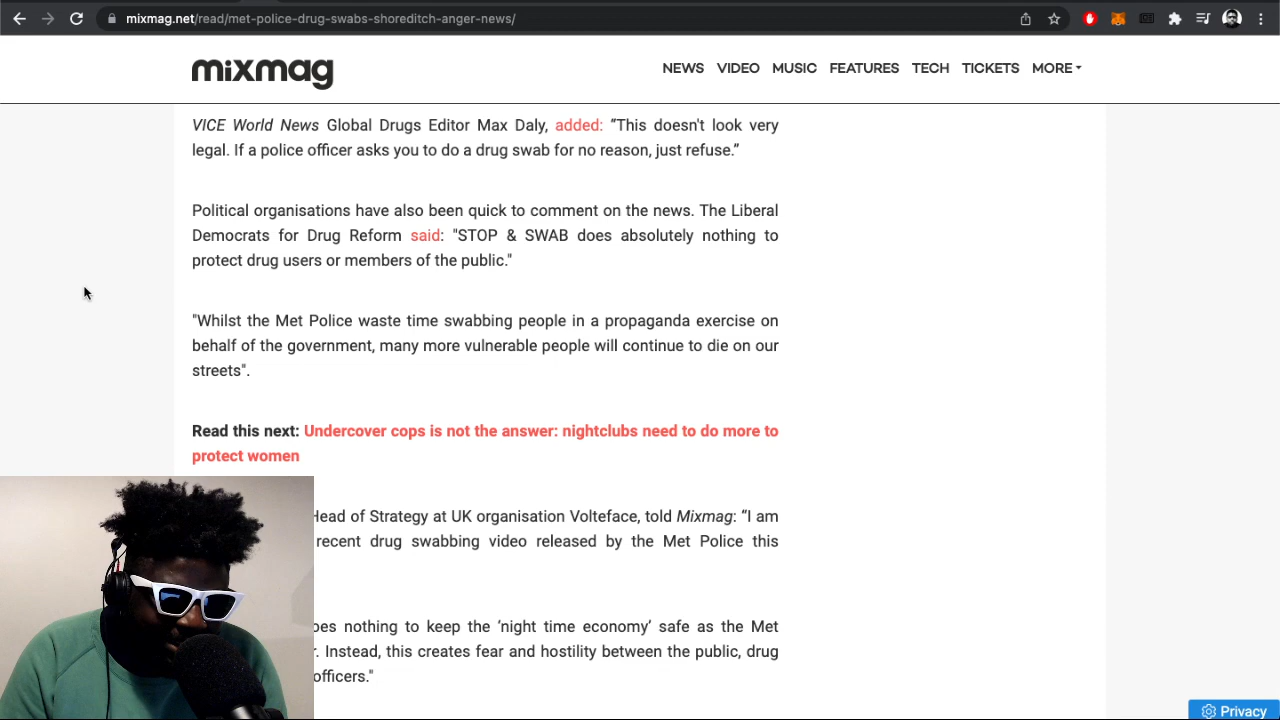 mixmag.net/read/met-police-drug-swabs-shoreditch-anger-news/
mixmag
NEWS VIDEO MUSIC FEATURES TECH TICKETS MORE
VICE World News Global Drugs Editor Max Daly, added: “This doesn't look very
legal. If a police officer asks you to do a drug swab for no reason, just refuse.”
Political organisations have also been quick to comment on the news. The Liberal
Democrats for Drug Reform said: "STOP & SWAB does absolutely nothing to
protect drug users or members of the public."
"Whilst the Met Police waste time swabbing people in a propaganda exercise on
behalf of the government, many more vulnerable people will continue to die on our
streets".
Read this next: Undercover cops is not the answer: nightclubs need to do more to
protect women
Head of Strategy at UK organisation Volteface, told Mixmag: “I am
recent drug swabbing video released by the Met Police this
oes nothing to keep the ‘night time economy’ safe as the Met
r. Instead, this creates fear and hostility between the public, drug
officers."
Privacy